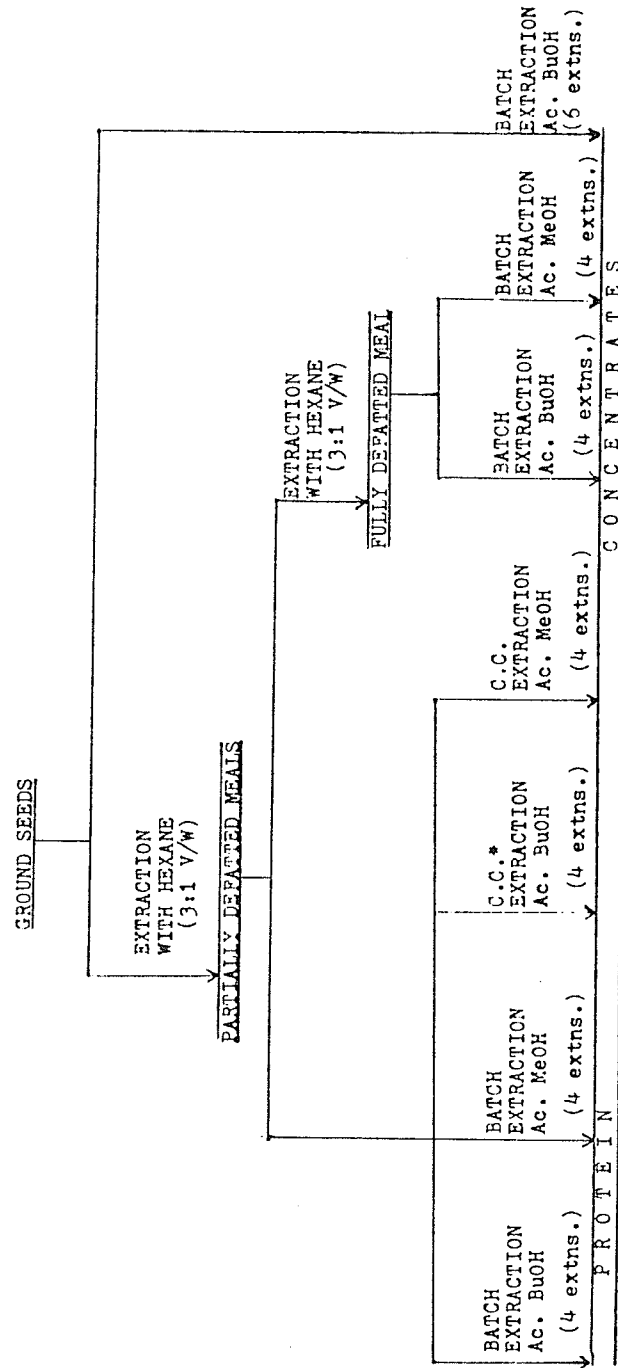 GROUND SEEDS
EXTRACTION
WITH HEXANE
(3:1 V/W)
PARTIALLY DEFATTED MEALS
EXTRACTION
WITH HEXANE
(3:1 V/W)
FULLY DEFATTED MEAL
BATCH
EXTRACTION
Ac. BuOH
(4 extns.)
BATCH
EXTRACTION
Ac. MeOH
(4 extns.)
C.C.*
EXTRACTION
Ac. BuOH
(4 extns.)
C.C.
EXTRACTION
Ac. MeOH
(4 extns.)
BATCH
EXTRACTION
Ac. BuOH
(4 extns.)
BATCH
EXTRACTION
Ac. MeOH
(4 extns.)
BATCH
EXTRACTION
Ac. BuOH
(6 extns.)
PROTEIN CONCENTRATES